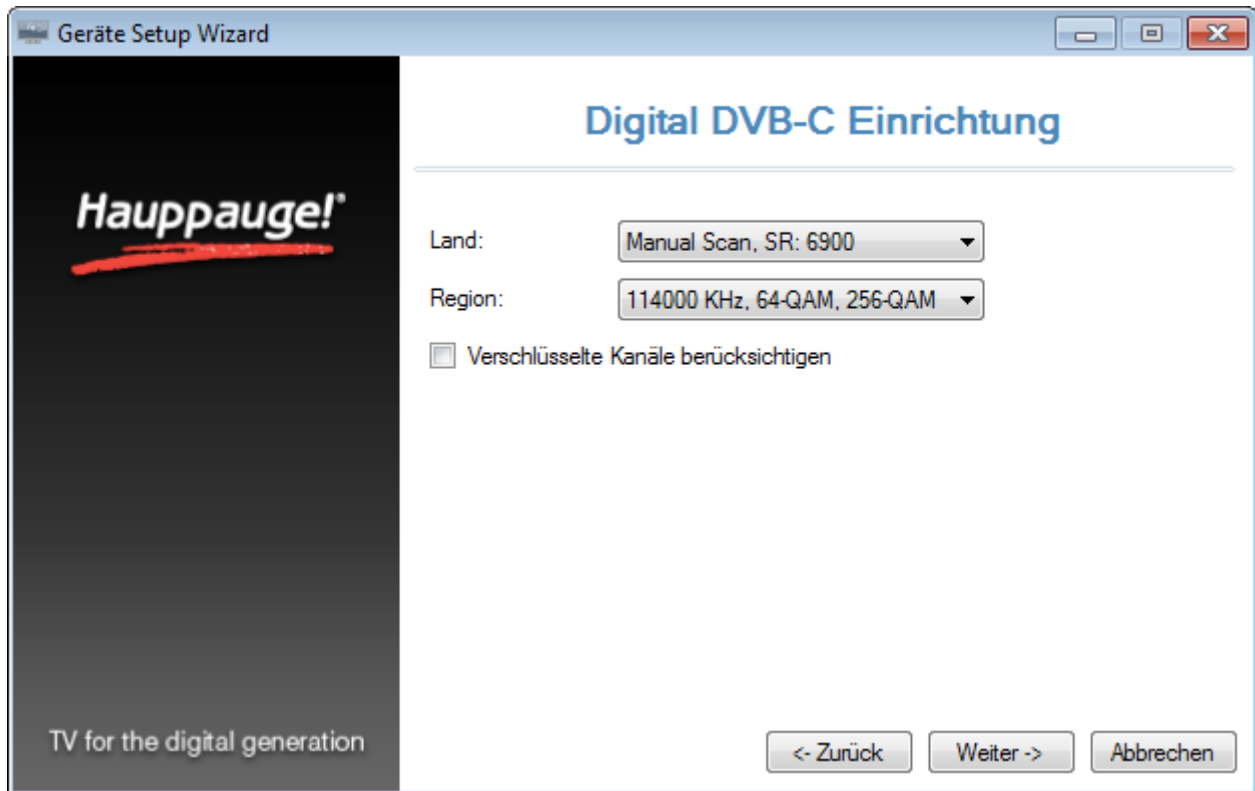 Geräte Setup Wizard
Hauppauge!®
TV for the digital generation
Digital DVB-C Einrichtung
Land: Manual Scan, SR: 6900
Region: 114000 KHz, 64-QAM, 256-QAM
Verschlüsselte Kanäle berücksichtigen
<- Zurück Weiter -> Abbrechen